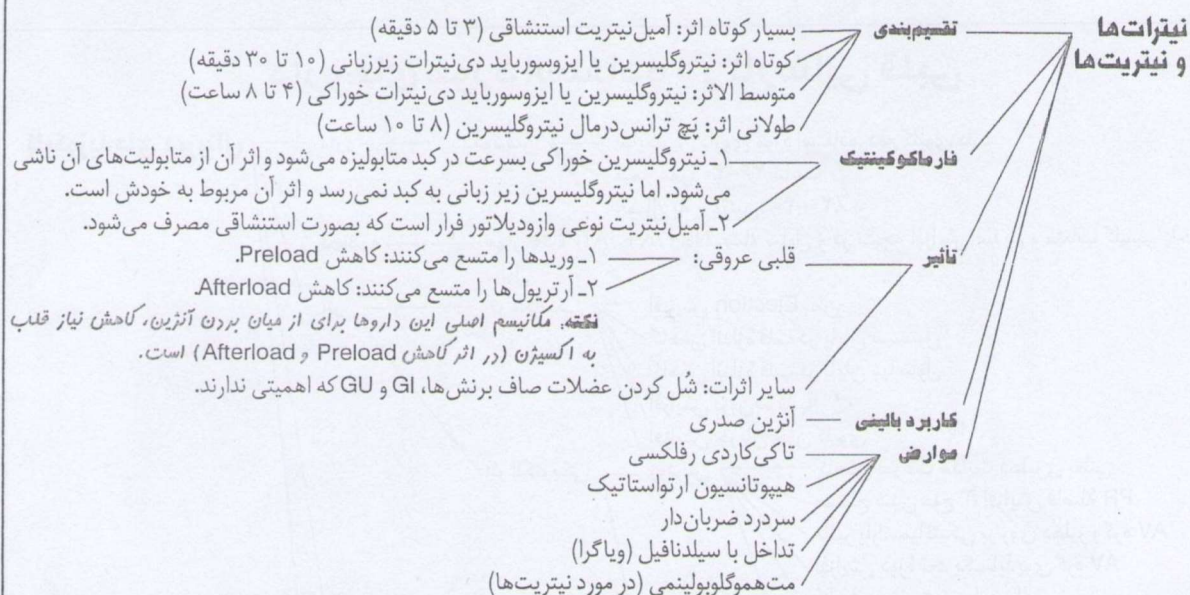 نیترات‌ها
و نیتریت‌ها
تقسیم‌بندی
بسیار کوتاه اثر: آمیل‌نیتریت استنشاقی (۳ تا ۵ دقیقه)
کوتاه اثر: نیتروگلیسرین یا ایزوسورباید دی‌نیترات زیرزبانی (۱۰ تا ۳۰ دقیقه)
متوسط الاثر: نیتروگلیسرین یا ایزوسورباید دی‌نیترات خوراکی (۴ تا ۸ ساعت)
طولانی اثر: پَچ ترانس‌درمال نیتروگلیسرین (۸ تا ۱۰ ساعت)
فارماکوکینتیک
۱ـ نیتروگلیسرین خوراکی بسرعت در کبد متابولیزه می‌شود و اثر آن از متابولیت‌های آن ناشی
می‌شود. اما نیتروگلیسرین زیر زبانی به کبد نمی‌رسد و اثر آن مربوط به خودش است.
۲ـ آمیل‌نیتریت نوعی وازودیلاتور فرار است که بصورت استنشاقی مصرف می‌شود.
تأثیر
قلبی عروقی:
۱ـ وریدها را متسع می‌کنند: کاهش Preload.
۲ـ آرتریول‌ها را متسع می‌کنند: کاهش Afterload.
نکته. مکانیسم اصلی این داروها برای از میان بردن آنژین، کاهش نیاز قلب
به اکسیژن (در اثر کاهش Preload و Afterload) است.
سایر اثرات: شل کردن عضلات صاف برنش‌ها، GI و GU که اهمیتی ندارند.
کاربرد بالینی
آنژین صدری
عوارض
تاکی‌کاردی رفلکسی
هیپوتانسیون ارتواستاتیک
سردرد ضربان‌دار
تداخل با سیلدنافیل (ویاگرا)
مت‌هموگلوبولینمی (در مورد نیتریت‌ها)